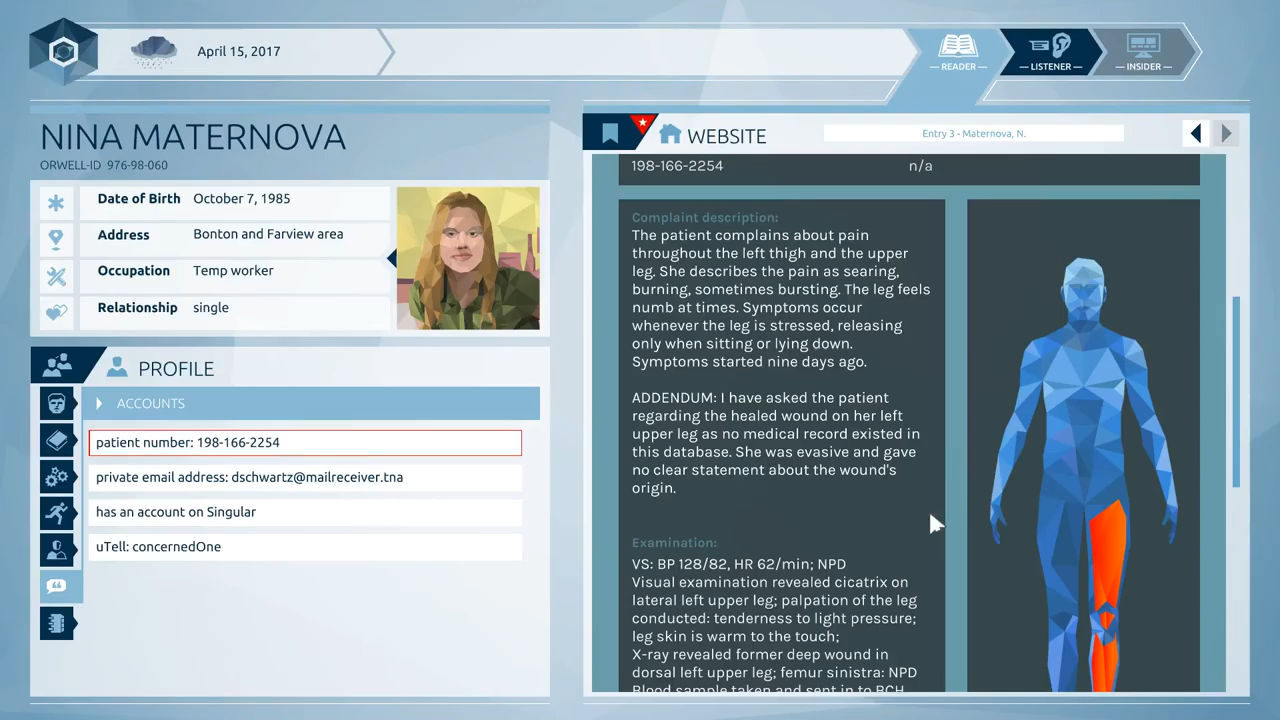 April 15, 2017
— READER —
— LISTENER —
— INSIDER —
NINA MATERNOVA
ORWELL-ID 976-98-060
Date of Birth October 7, 1985
Address Bonton and Farview area
Occupation Temp worker
Relationship single
PROFILE
ACCOUNTS
patient number: 198-166-2254
private email address: dschwartz@mailreceiver.tna
has an account on Singular
uTell: concernedOne
WEBSITE
Entry 3 - Maternova, N.
198-166-2254 n/a
Complaint description:
The patient complains about pain
throughout the left thigh and the upper
leg. She describes the pain as searing,
burning, sometimes bursting. The leg feels
numb at times. Symptoms occur
whenever the leg is stressed, releasing
only when sitting or lying down.
Symptoms started nine days ago.
ADDENDUM: I have asked the patient
regarding the healed wound on her left
upper leg as no medical record existed in
this database. She was evasive and gave
no clear statement about the wound's
origin.
Examination:
VS: BP 128/82, HR 62/min; NPD
Visual examination revealed cicatrix on
lateral left upper leg; palpation of the leg
conducted: tenderness to light pressure;
leg skin is warm to the touch;
X-ray revealed former deep wound in
dorsal left upper leg; femur sinistra: NPD
Blood sample taken and sent in to BCH